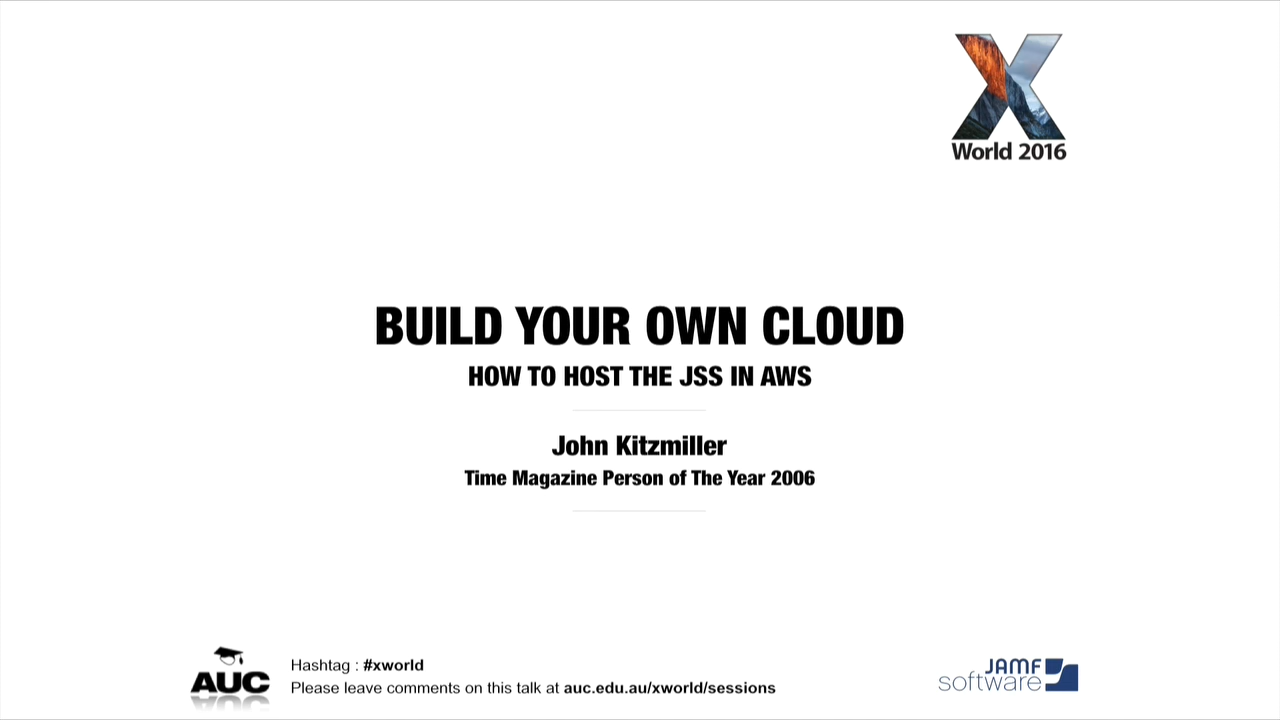 X
World 2016
BUILD YOUR OWN CLOUD
HOW TO HOST THE JSS IN AWS
John Kitzmiller
Time Magazine Person of The Year 2006
AUC
Hashtag : #xworld
Please leave comments on this talk at auc.edu.au/xworld/sessions
JAMF
software